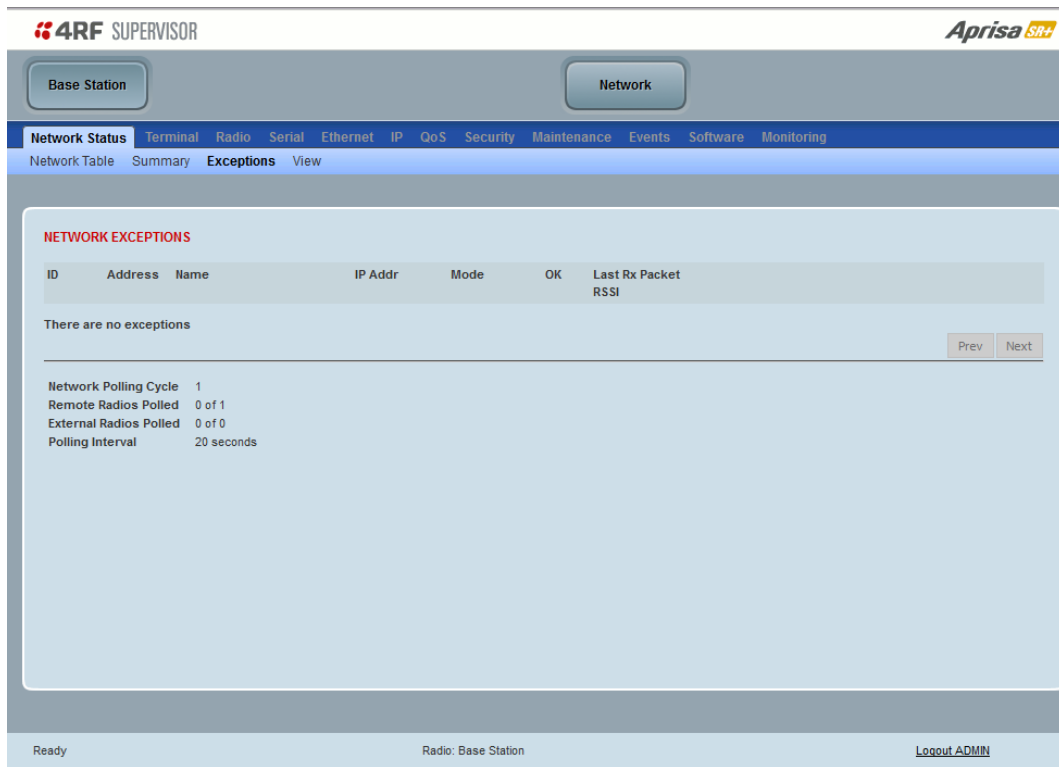 4RF SUPERVISOR
Aprisa SR+
Base Station
Network
Network Status Terminal Radio Serial Ethernet IP QoS Security Maintenance Events Software Monitoring
Network Table Summary Exceptions View
NETWORK EXCEPTIONS
ID Address Name IP Addr Mode OK Last Rx Packet
RSSI
There are no exceptions
Prev Next
Network Polling Cycle 1
Remote Radios Polled 0 of 1
External Radios Polled 0 of 0
Polling Interval 20 seconds
Ready Radio: Base Station Logout ADMIN